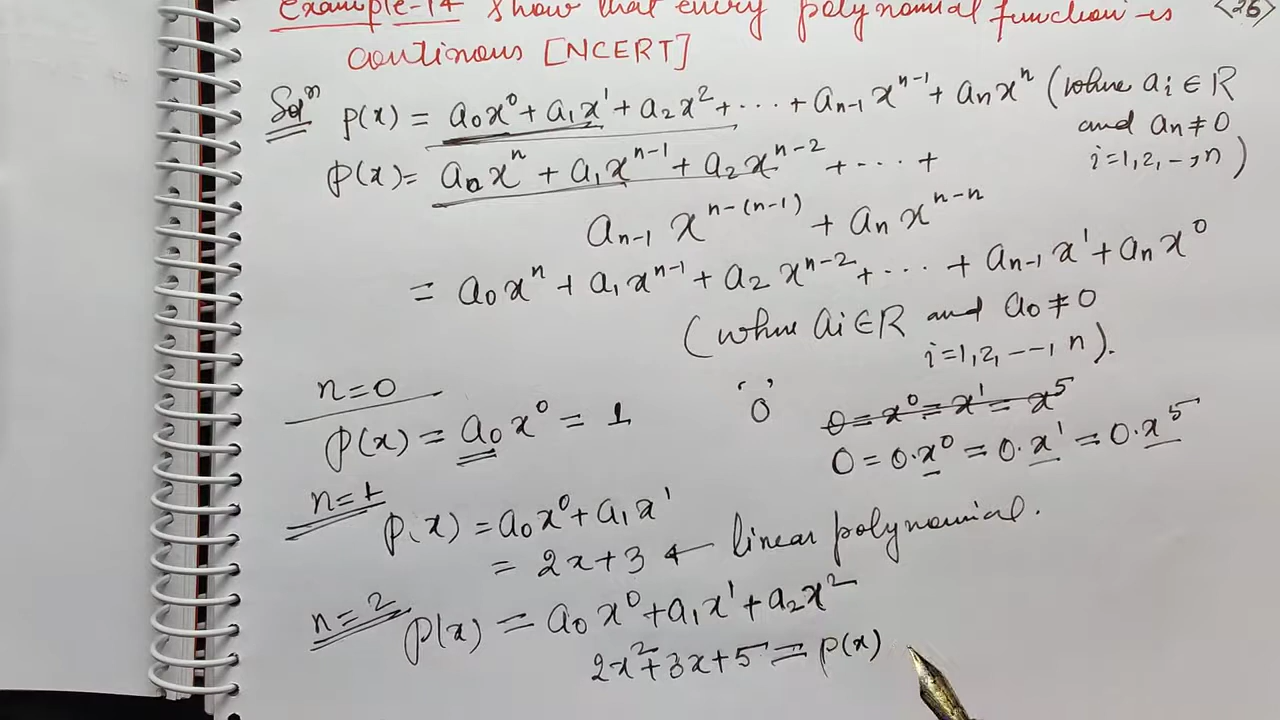 Example-14 Show that every polynomial function is <26>
continous [NCERT]
Solⁿ p(x) = a₀x⁰ + a₁x¹ + a₂x² + ... + aₙ₋₁xⁿ⁻¹ + aₙxⁿ (where aᵢ ∈ R
and aₙ ≠ 0
i=1,2,-,n)
p(x) = a₀xⁿ + a₁xⁿ⁻¹ + a₂xⁿ⁻² + ... +
aₙ₋₁ xⁿ⁻⁽ⁿ⁻¹⁾ + aₙ xⁿ⁻ⁿ
= a₀xⁿ + a₁xⁿ⁻¹ + a₂xⁿ⁻² + ... + aₙ₋₁x¹ + aₙx⁰
(where aᵢ ∈ R and a₀ ≠ 0
i=1,2,---,n).
n=0
p(x) = a₀x⁰ = 1
'0'
0=x⁰=x¹=x⁵
0=0·x⁰=0·x¹=0·x⁵
n=1
p(x) = a₀x⁰+a₁x¹
= 2x+3 ← linear polynomial.
n=2 p(x) = a₀x⁰+a₁x¹+a₂x²
2x²+3x+5=p(x)